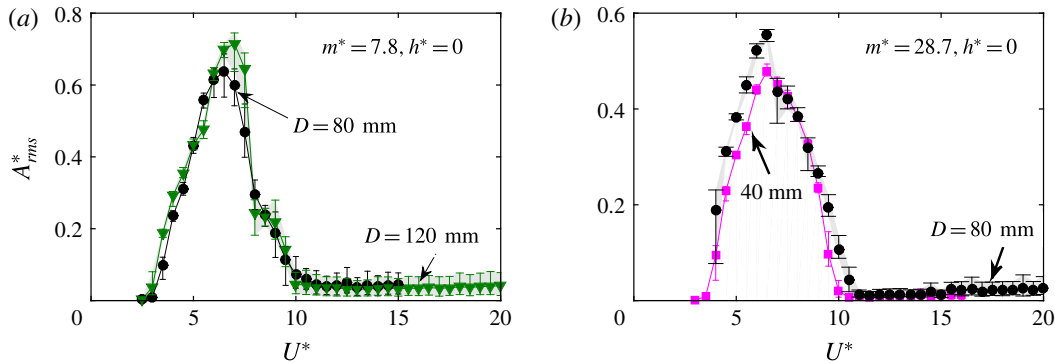 (a)
0.8
0.6
0.4
0.2
0
5
10
15
20
A*rms
U*
m* = 7.8, h* = 0
D = 80 mm
D = 120 mm
(b)
0.6
0.4
0.2
0
5
10
15
20
U*
m* = 28.7, h* = 0
40 mm
D = 80 mm